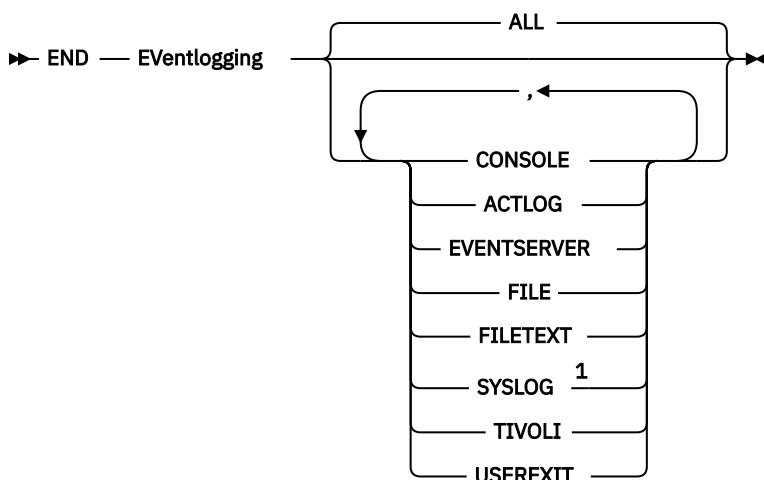 ALL
END EVentlogging
,
CONSOLE
ACTLOG
EVENTSERVER
FILE
FILETEXT
SYSLOG 1
TIVOLI
USEREXIT